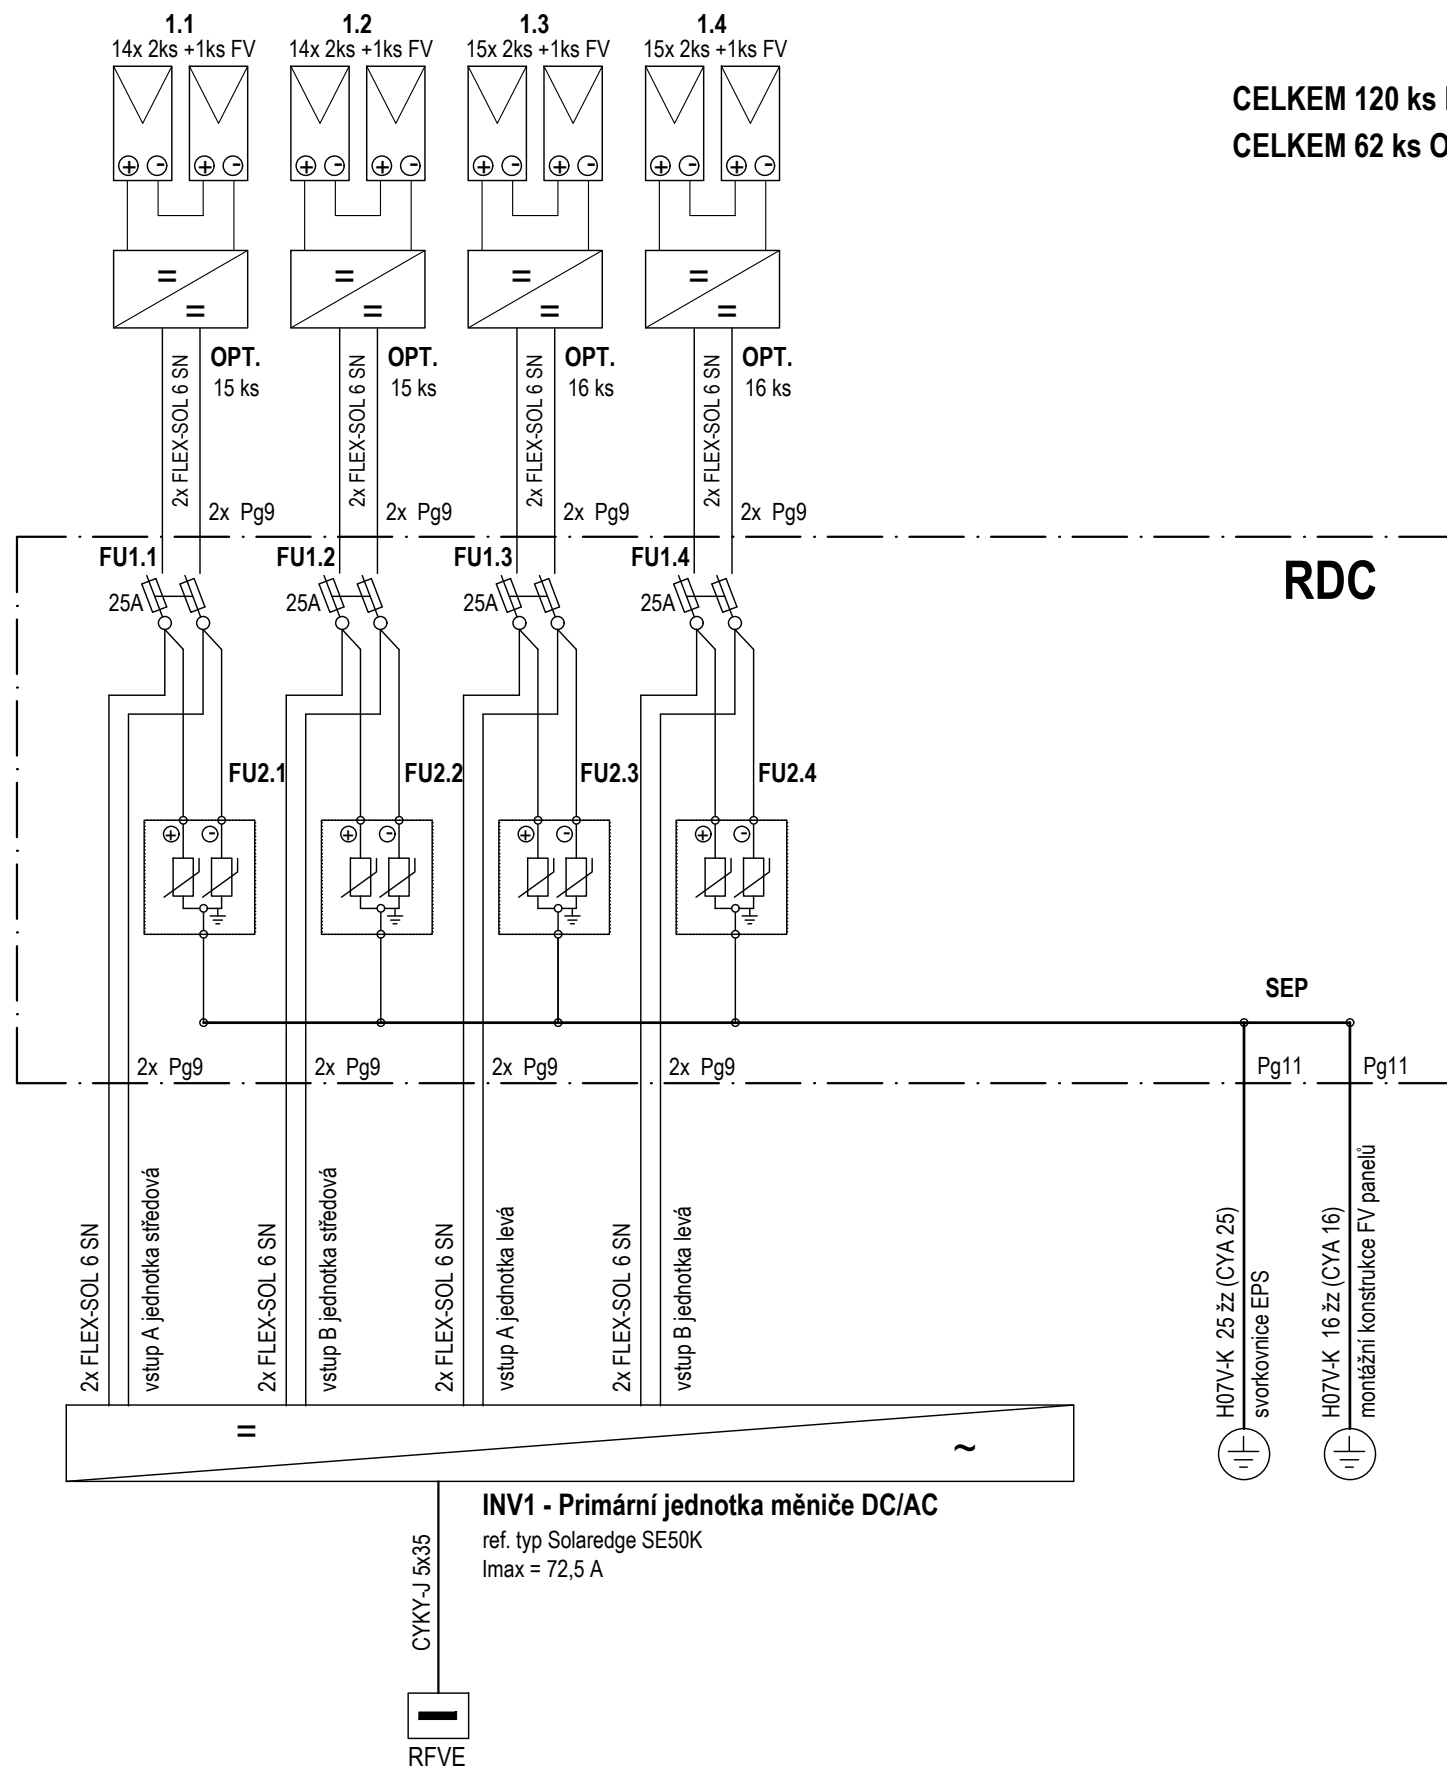 1.1
14x 2ks +1ks FV
1.2
14x 2ks +1ks FV
1.3
15x 2ks +1ks FV
1.4
15x 2ks +1ks FV
CELKEM 120 ks
CELKEM 62 ks O
= =
= =
= =
= =
OPT.
15 ks
OPT.
15 ks
OPT.
16 ks
OPT.
16 ks
2x FLEX-SOL 6 SN
2x FLEX-SOL 6 SN
2x FLEX-SOL 6 SN
2x FLEX-SOL 6 SN
2x Pg9
2x Pg9
2x Pg9
2x Pg9
RDC
FU1.1
25A
FU1.2
25A
FU1.3
25A
FU1.4
25A
FU2.1
FU2.2
FU2.3
FU2.4
SEP
2x Pg9
2x Pg9
2x Pg9
2x Pg9
Pg11
Pg11
2x FLEX-SOL 6 SN
vstup A jednotka středová
2x FLEX-SOL 6 SN
vstup B jednotka středová
2x FLEX-SOL 6 SN
vstup A jednotka levá
2x FLEX-SOL 6 SN
vstup B jednotka levá
H07V-K 25 žz (CYA 25)
svorkovnice EPS
H07V-K 16 žz (CYA 16)
montážní konstrukce FV panelů
= ~
INV1 - Primární jednotka měniče DC/AC
ref. typ Solaredge SE50K
Imax = 72,5 A
CYKY-J 5x35
RFVE